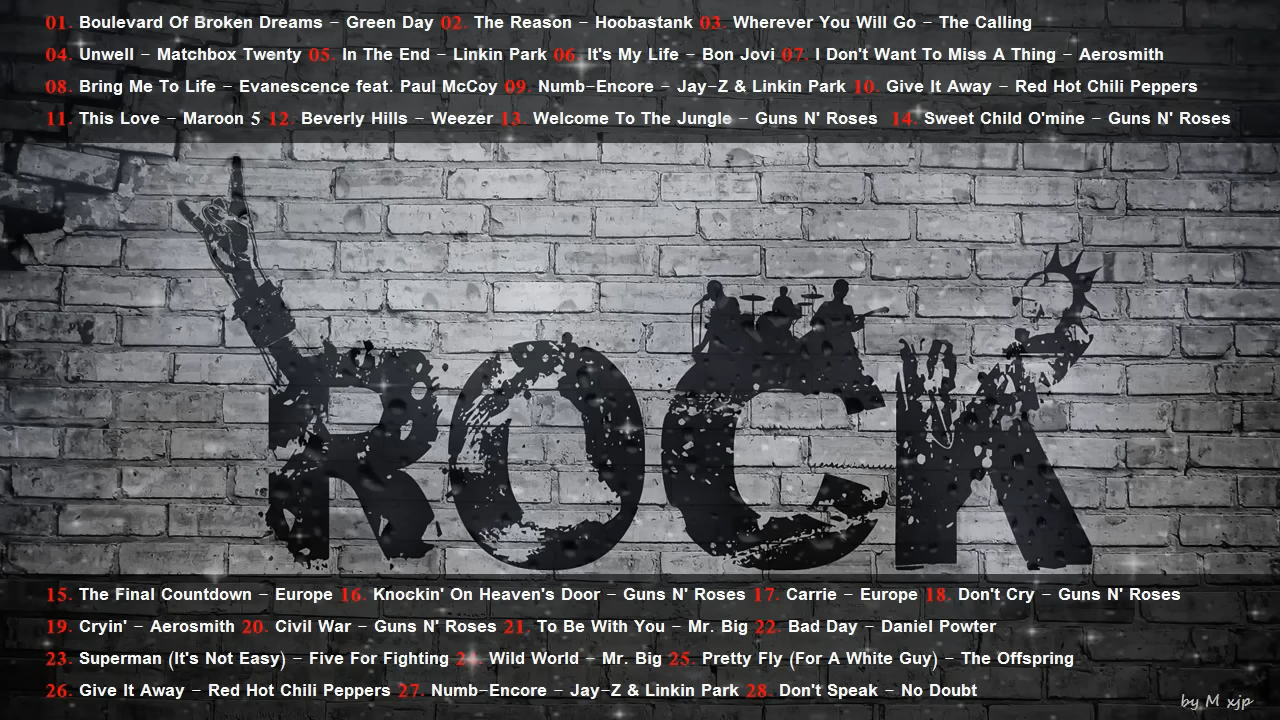 01. Boulevard Of Broken Dreams – Green Day 02. The Reason – Hoobastank 03. Wherever You Will Go – The Calling
04. Unwell – Matchbox Twenty 05. In The End – Linkin Park 06. It's My Life – Bon Jovi 07. I Don't Want To Miss A Thing – Aerosmith
08. Bring Me To Life – Evanescence feat. Paul McCoy 09. Numb–Encore – Jay–Z & Linkin Park 10. Give It Away – Red Hot Chili Peppers
11. This Love – Maroon 5 12. Beverly Hills – Weezer 13. Welcome To The Jungle – Guns N' Roses 14. Sweet Child O'mine – Guns N' Roses
ROCK
15. The Final Countdown – Europe 16. Knockin' On Heaven's Door – Guns N' Roses 17. Carrie – Europe 18. Don't Cry – Guns N' Roses
19. Cryin' – Aerosmith 20. Civil War – Guns N' Roses 21. To Be With You – Mr. Big 22. Bad Day – Daniel Powter
23. Superman (It's Not Easy) – Five For Fighting 24. Wild World – Mr. Big 25. Pretty Fly (For A White Guy) – The Offspring
26. Give It Away – Red Hot Chili Peppers 27. Numb–Encore – Jay–Z & Linkin Park 28. Don't Speak – No Doubt
by M xjp